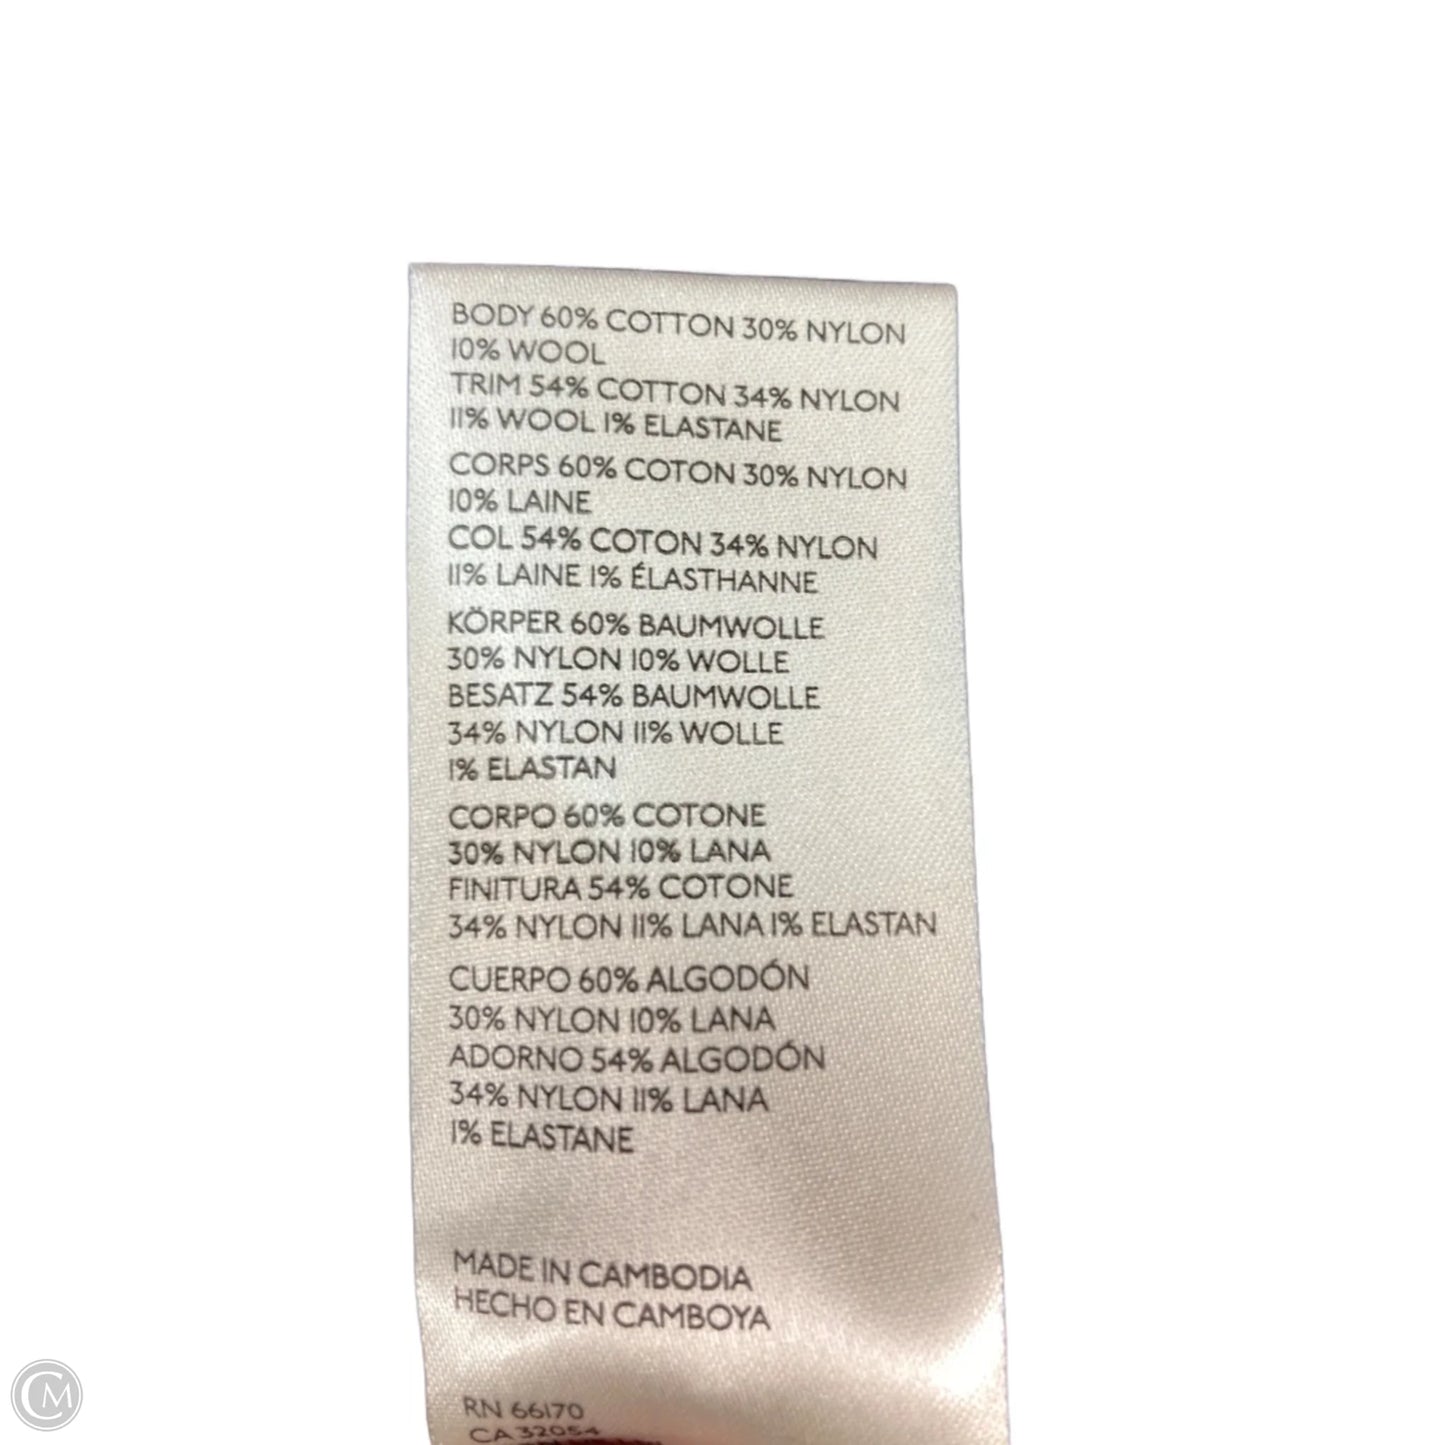 BODY 60% COTTON 30% NYLON
10% WOOL
TRIM 54% COTTON 34% NYLON
11% WOOL 1% ELASTANE
CORPS 60% COTON 30% NYLON
10% LAINE
COL 54% COTON 34% NYLON
11% LAINE 1% ÉLASTHANNE
KÖRPER 60% BAUMWOLLE
30% NYLON 10% WOLLE
BESATZ 54% BAUMWOLLE
34% NYLON 11% WOLLE
1% ELASTAN
CORPO 60% COTONE
30% NYLON 10% LANA
FINITURA 54% COTONE
34% NYLON 11% LANA 1% ELASTAN
CUERPO 60% ALGODÓN
30% NYLON 10% LANA
ADORNO 54% ALGODÓN
34% NYLON 11% LANA
1% ELASTANE
MADE IN CAMBODIA
HECHO EN CAMBOYA
RN 66170
CA 32054
CM